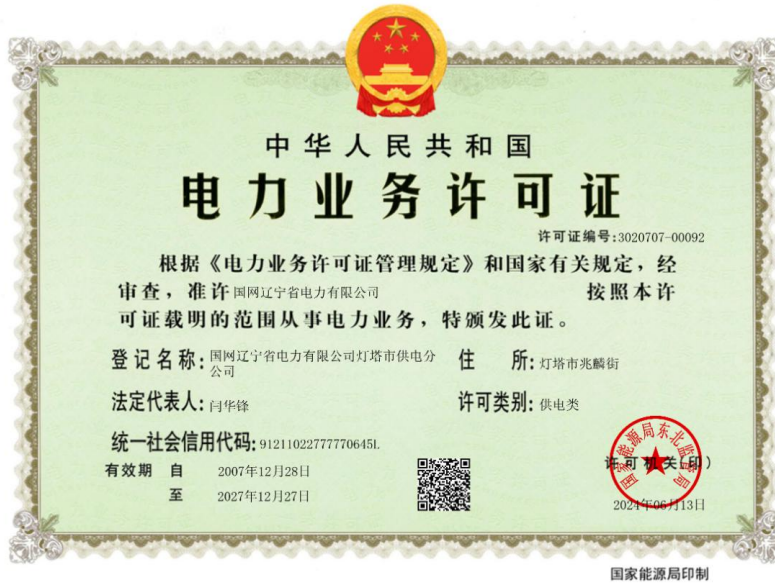 中华人民共和国
电力业务许可证
许可证编号:3020707-00092
根据《电力业务许可证管理规定》和国家有关规定，经
审查，准许国网辽宁省电力有限公司 按照本许
可证载明的范围从事电力业务，特颁发此证。
登记名称:国网辽宁省电力有限公司灯塔市供电分
公司
住 所:灯塔市兆麟街
法定代表人:闫华锋
许可类别:供电类
统一社会信用代码:91211022777770645L
有效期 自 2007年12月28日
至 2027年12月27日
国家能源局东北监管局
许可机关(印)
2024年06月13日
国家能源局印制